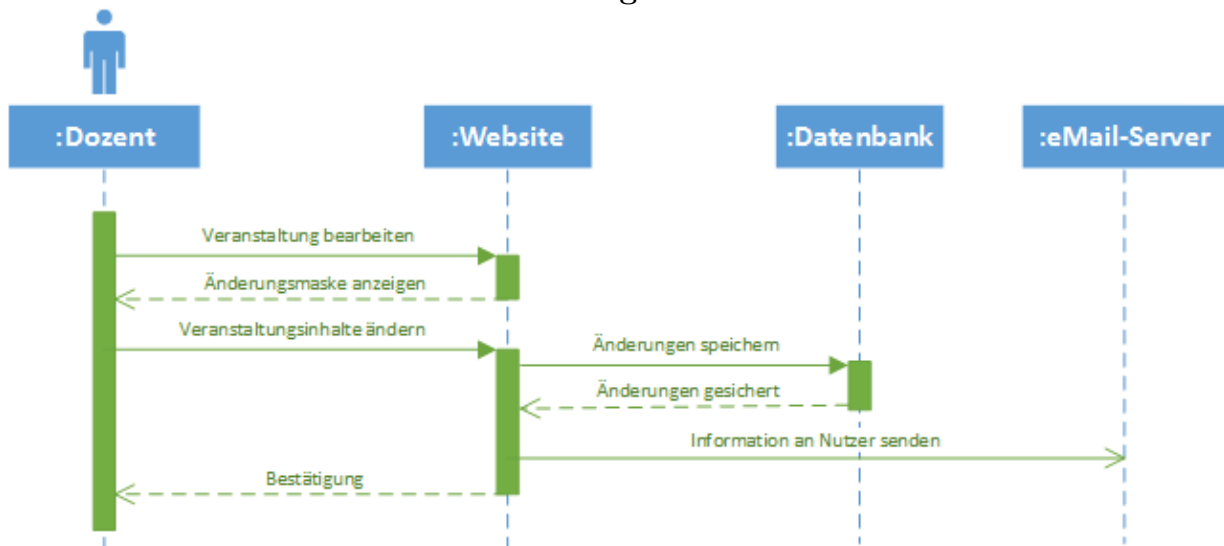 :Dozent
:Website
:Datenbank
:eMail-Server
Veranstaltung bearbeiten
Änderungsmaske anzeigen
Veranstaltungsinhalte ändern
Änderungen speichern
Änderungen gesichert
Information an Nutzer senden
Bestätigung